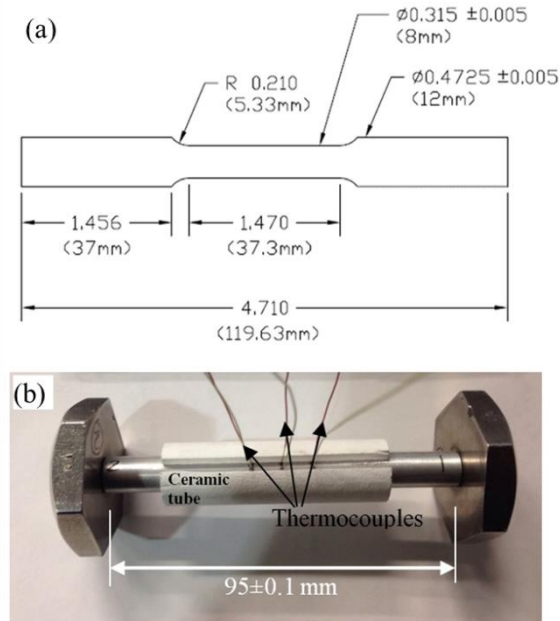 (a)
Ø0.315 ±0.005
(8mm)
R 0.210
(5.33mm)
Ø0.4725±0.005
(12mm)
1.456
(37mm)
1.470
(37.3mm)
4.710
(119.63mm)
(b)
Ceramic
tube
Thermocouples
95±0.1 mm